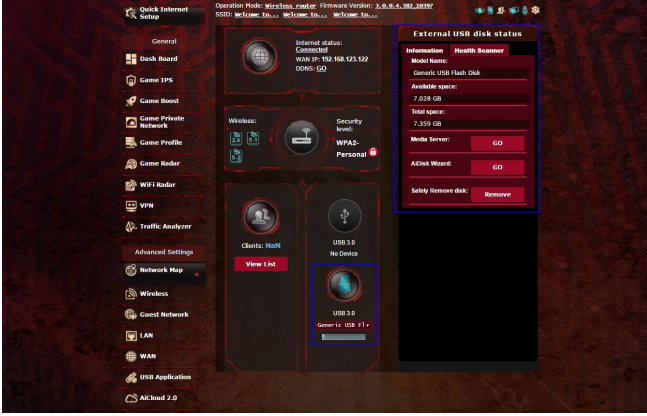 Quick Internet
Setup
Operation Mode: Wireless router Firmware Version: 3.0.0.4.382_10397
SSID: Welcome to... Welcome to... Welcome to...
General
Dash Board
Game IPS
Game Boost
Game Private
Network
Game Profile
Game Radar
WiFi Radar
VPN
Traffic Analyzer
Advanced Settings
Network Map
Wireless
Guest Network
LAN
WAN
USB Application
AiCloud 2.0
Internet status:
Connected
WAN IP: 192.168.123.122
DDNS: GO
Wireless:
2.4
5-1
5-2
Security
level:
WPA2-
Personal
Clients: NaN
View List
USB 3.0
No Device
USB 3.0
Generic USB Fl
External USB disk status
Information Health Scanner
Model Name:
Generic USB Flash Disk
Available space:
7.028 GB
Total space:
7.359 GB
Media Server: GO
AiDisk Wizard: GO
Safely Remove disk: Remove